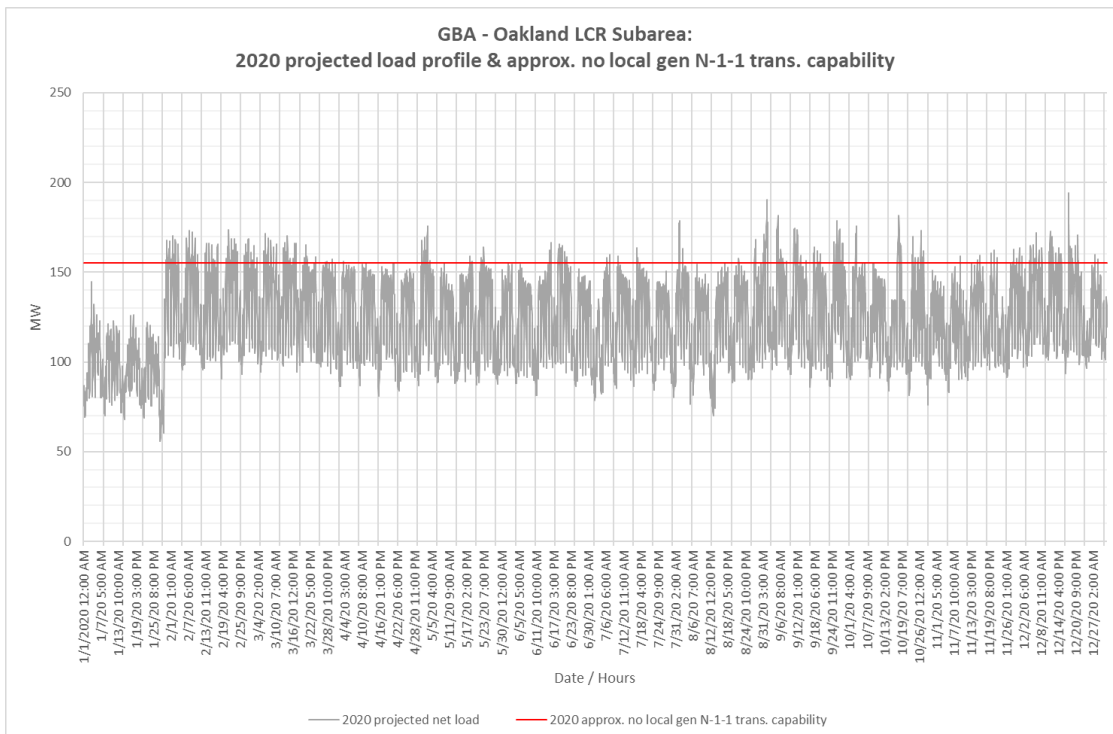 GBA - Oakland LCR Subarea:
2020 projected load profile & approx. no local gen N-1-1 trans. capability
250
200
150
100
50
0
MW
1/1/2020 12:00 AM
1/7/20 5:00 AM
1/13/20 10:00 AM
1/19/20 3:00 PM
1/25/20 8:00 PM
2/1/20 1:00 AM
2/7/20 6:00 AM
2/13/20 11:00 AM
2/19/20 4:00 PM
2/25/20 9:00 PM
3/4/20 2:00 AM
3/10/20 7:00 AM
3/16/20 12:00 PM
3/22/20 5:00 PM
3/28/20 10:00 PM
4/4/20 3:00 AM
4/10/20 8:00 AM
4/16/20 1:00 PM
4/22/20 6:00 PM
4/28/20 11:00 PM
5/5/20 4:00 AM
5/11/20 9:00 AM
5/17/20 2:00 PM
5/23/20 7:00 PM
5/30/20 12:00 AM
6/5/20 5:00 AM
6/11/20 10:00 AM
6/17/20 3:00 PM
6/23/20 8:00 PM
6/30/20 1:00 AM
7/6/20 6:00 AM
7/12/20 11:00 AM
7/18/20 4:00 PM
7/24/20 9:00 PM
7/31/20 2:00 AM
8/6/20 7:00 AM
8/12/20 12:00 PM
8/18/20 5:00 PM
8/24/20 10:00 PM
8/31/20 3:00 AM
9/6/20 8:00 AM
9/12/20 1:00 PM
9/18/20 6:00 PM
9/24/20 11:00 PM
10/1/20 4:00 AM
10/7/20 9:00 AM
10/13/20 2:00 PM
10/19/20 7:00 PM
10/26/20 12:00 AM
11/1/20 5:00 AM
11/7/20 10:00 AM
11/13/20 3:00 PM
11/19/20 8:00 PM
11/26/20 1:00 AM
12/2/20 6:00 AM
12/8/20 11:00 AM
12/14/20 4:00 PM
12/20/20 9:00 PM
12/27/20 2:00 AM
Date / Hours
2020 projected net load
2020 approx. no local gen N-1-1 trans. capability